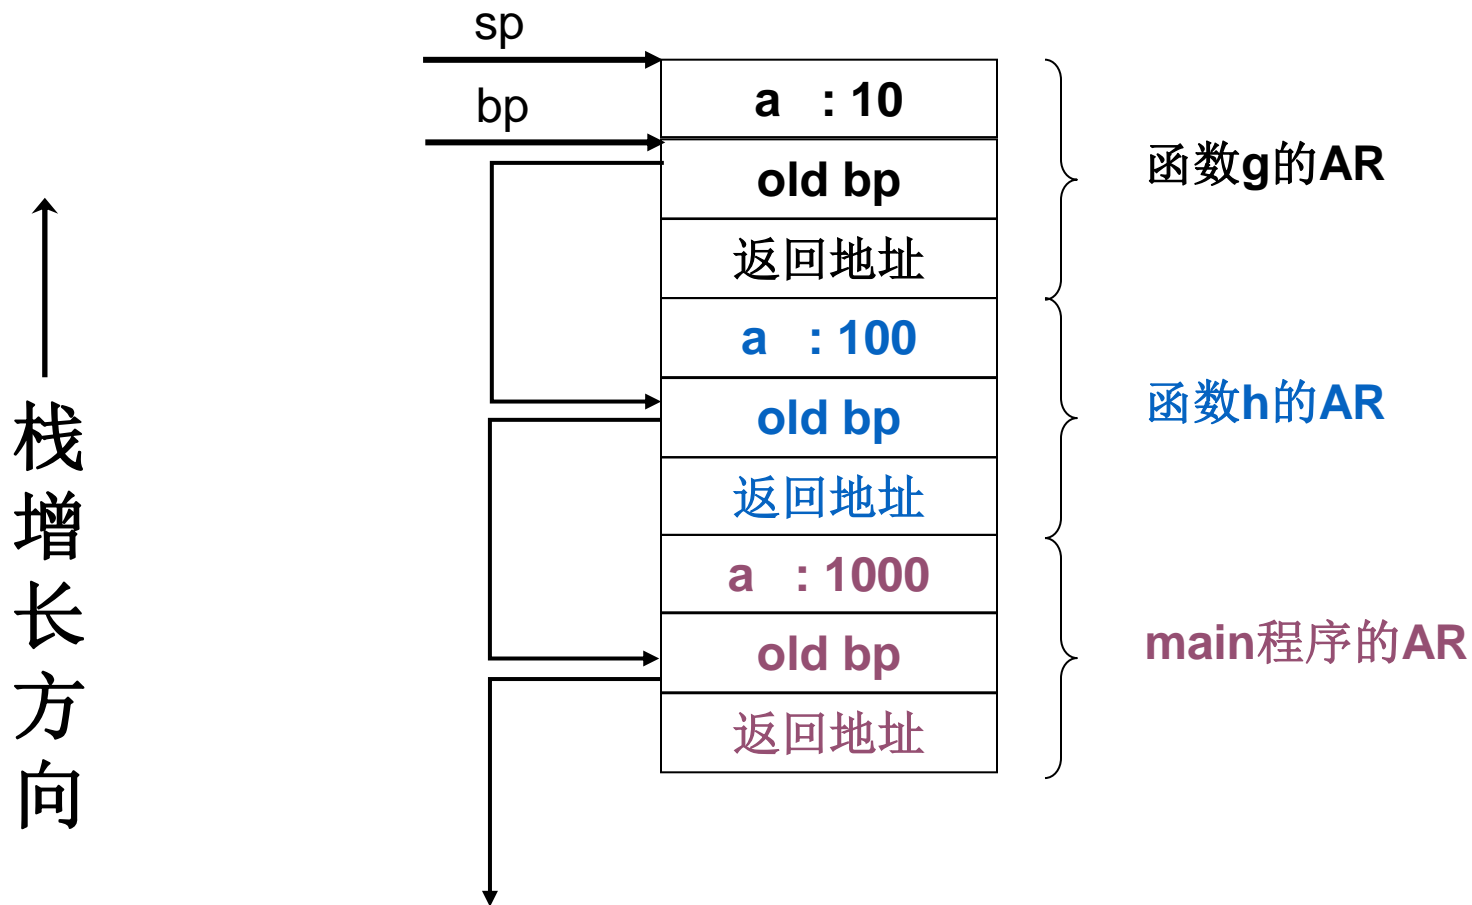 sp
bp
a : 10
old bp
返回地址
函数g的AR
a : 100
old bp
返回地址
函数h的AR
a : 1000
old bp
返回地址
main程序的AR
栈增长方向